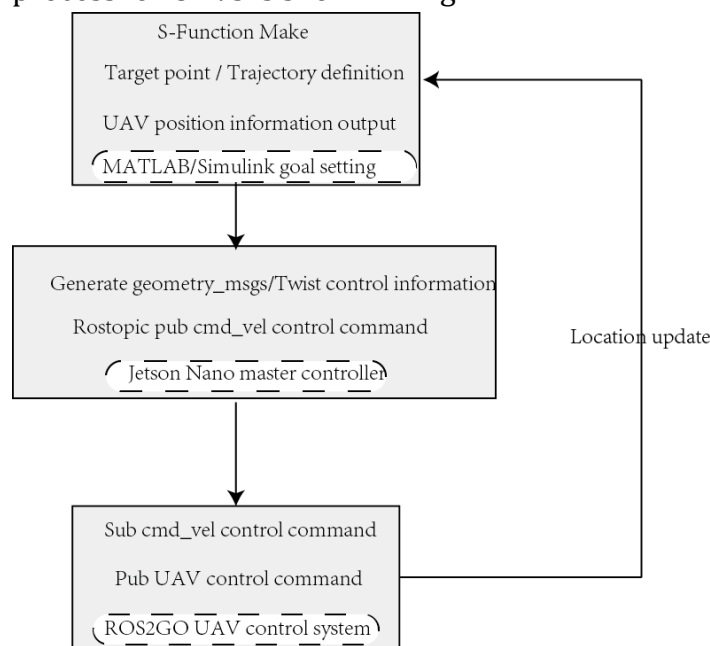 S-Function Make
Target point / Trajectory definition
UAV position information output
MATLAB/Simulink goal setting
Generate geometry_msgs/Twist control information
Rostopic pub cmd_vel control command
Jetson Nano master controller
Location update
Sub cmd_vel control command
Pub UAV control command
ROS2GO UAV control system